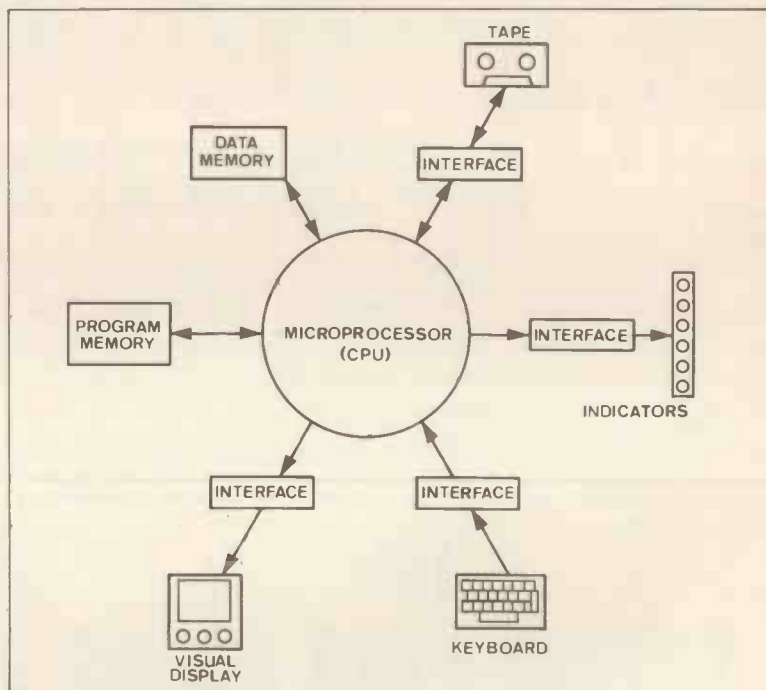 TAPE
DATA
MEMORY
INTERFACE
PROGRAM
MEMORY
MICROPROCESSOR
(CPU)
INTERFACE
INDICATORS
INTERFACE
INTERFACE
VISUAL
DISPLAY
KEYBOARD